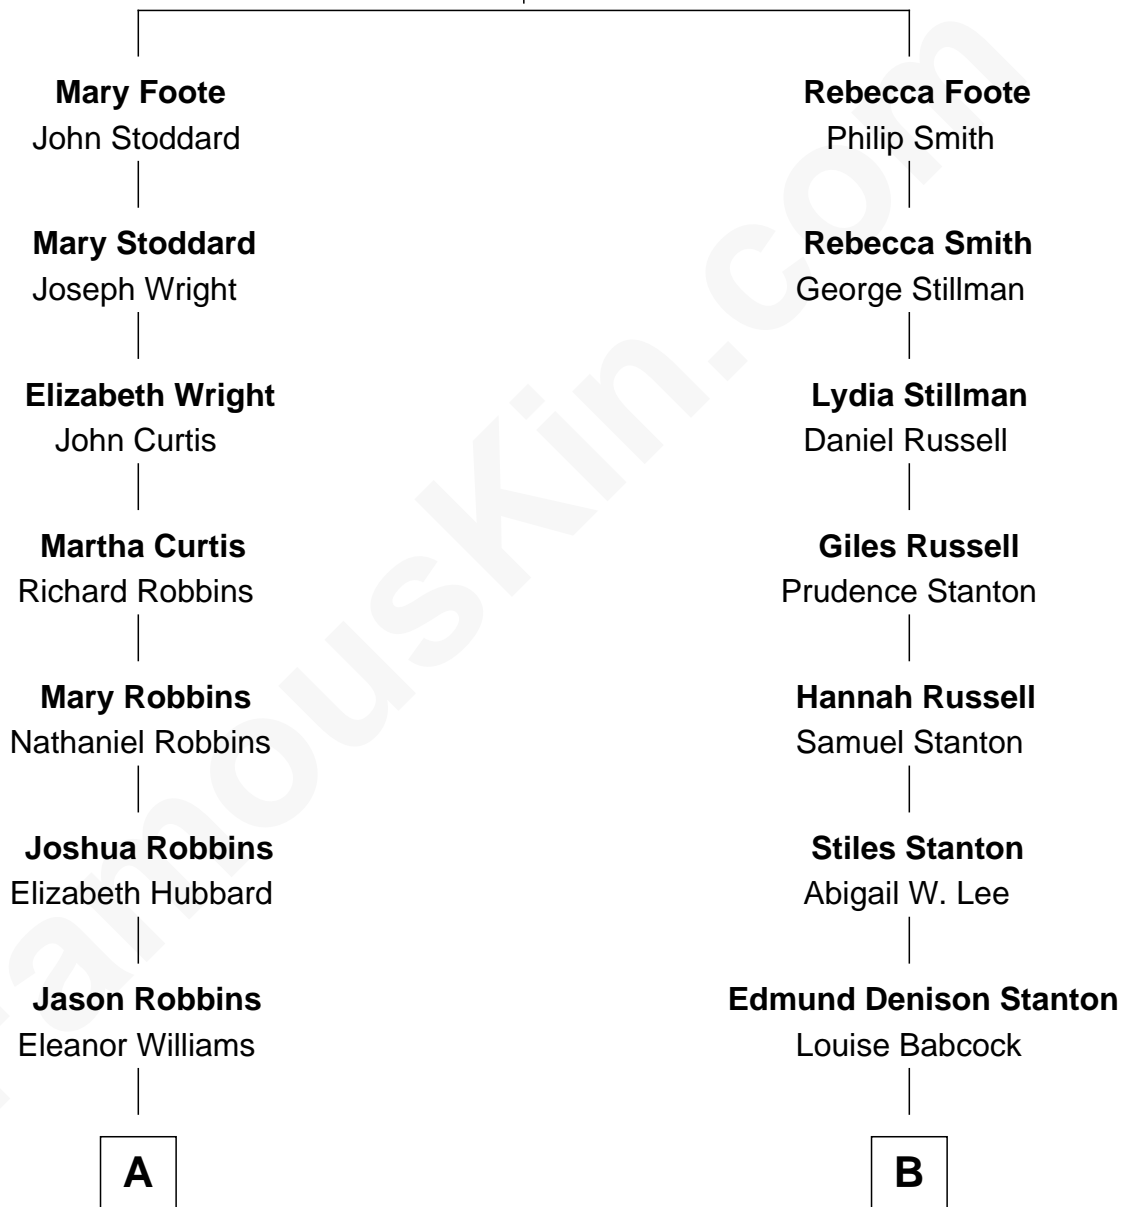 Mary Foote
John Stoddard
Rebecca Foote
Philip Smith
Mary Stoddard
Joseph Wright
Rebecca Smith
George Stillman
Elizabeth Wright
John Curtis
Lydia Stillman
Daniel Russell
Martha Curtis
Richard Robbins
Giles Russell
Prudence Stanton
Mary Robbins
Nathaniel Robbins
Hannah Russell
Samuel Stanton
Joshua Robbins
Elizabeth Hubbard
Stiles Stanton
Abigail W. Lee
Jason Robbins
Eleanor Williams
Edmund Denison Stanton
Louise Babcock
A
B
FamousKin.com